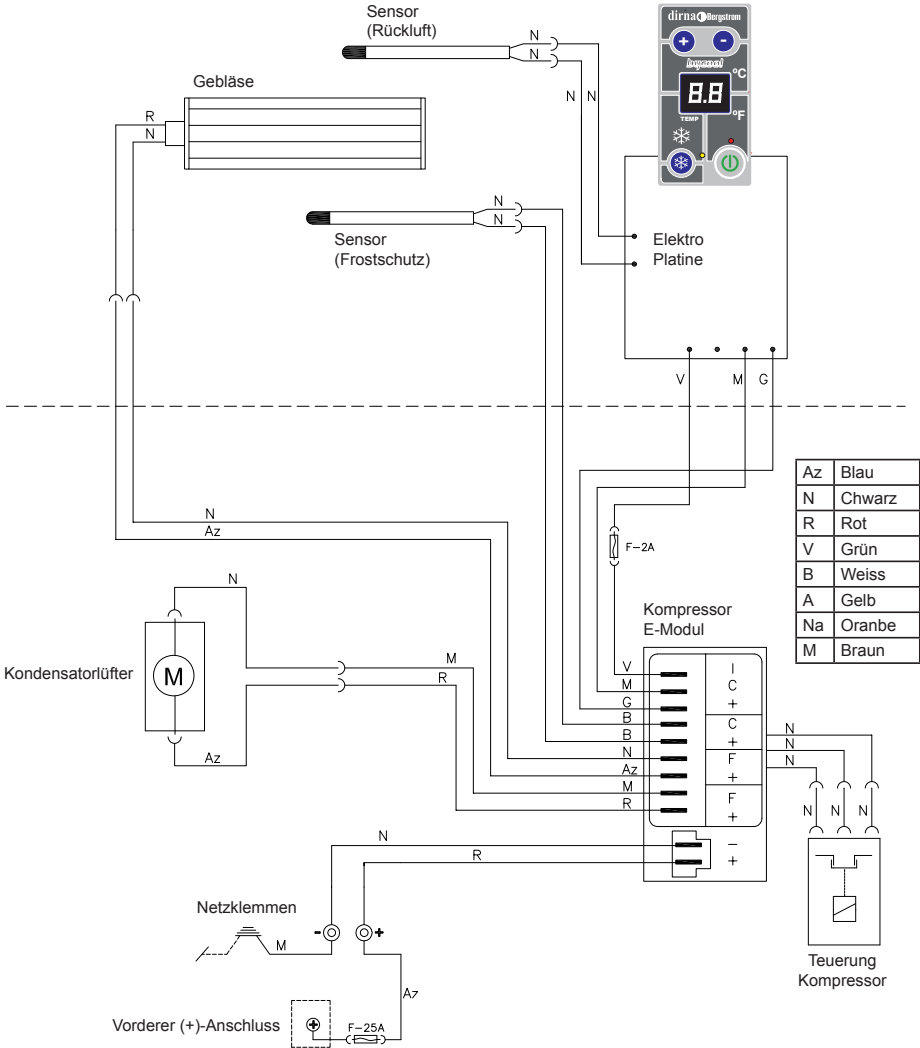 Sensor
(Rückluft)
dirna Bergstrom
+ -
N
N
bycool
°C
8.8
Gebläse
N N
TEMP
°F
R
N
N
N
Sensor
(Frostschutz)
Elektro
Platine
V M G
Az Blau
N Chwarz
R Rot
V Grün
B Weiss
A Gelb
Na Oranbe
M Braun
N
Az
F-2A
N
Kompressor
E-Modul
Kondensatorlüfter
M
M
R
Az
V
M
G
B
B
N
Az
M
R
I
C
+
C
+
F
+
F
+
N
N
N
N N N
N
R
-
+
Netzklemmen
- +
M
Az
Teuerung
Kompressor
Vorderer (+)-Anschluss
+
F-25A